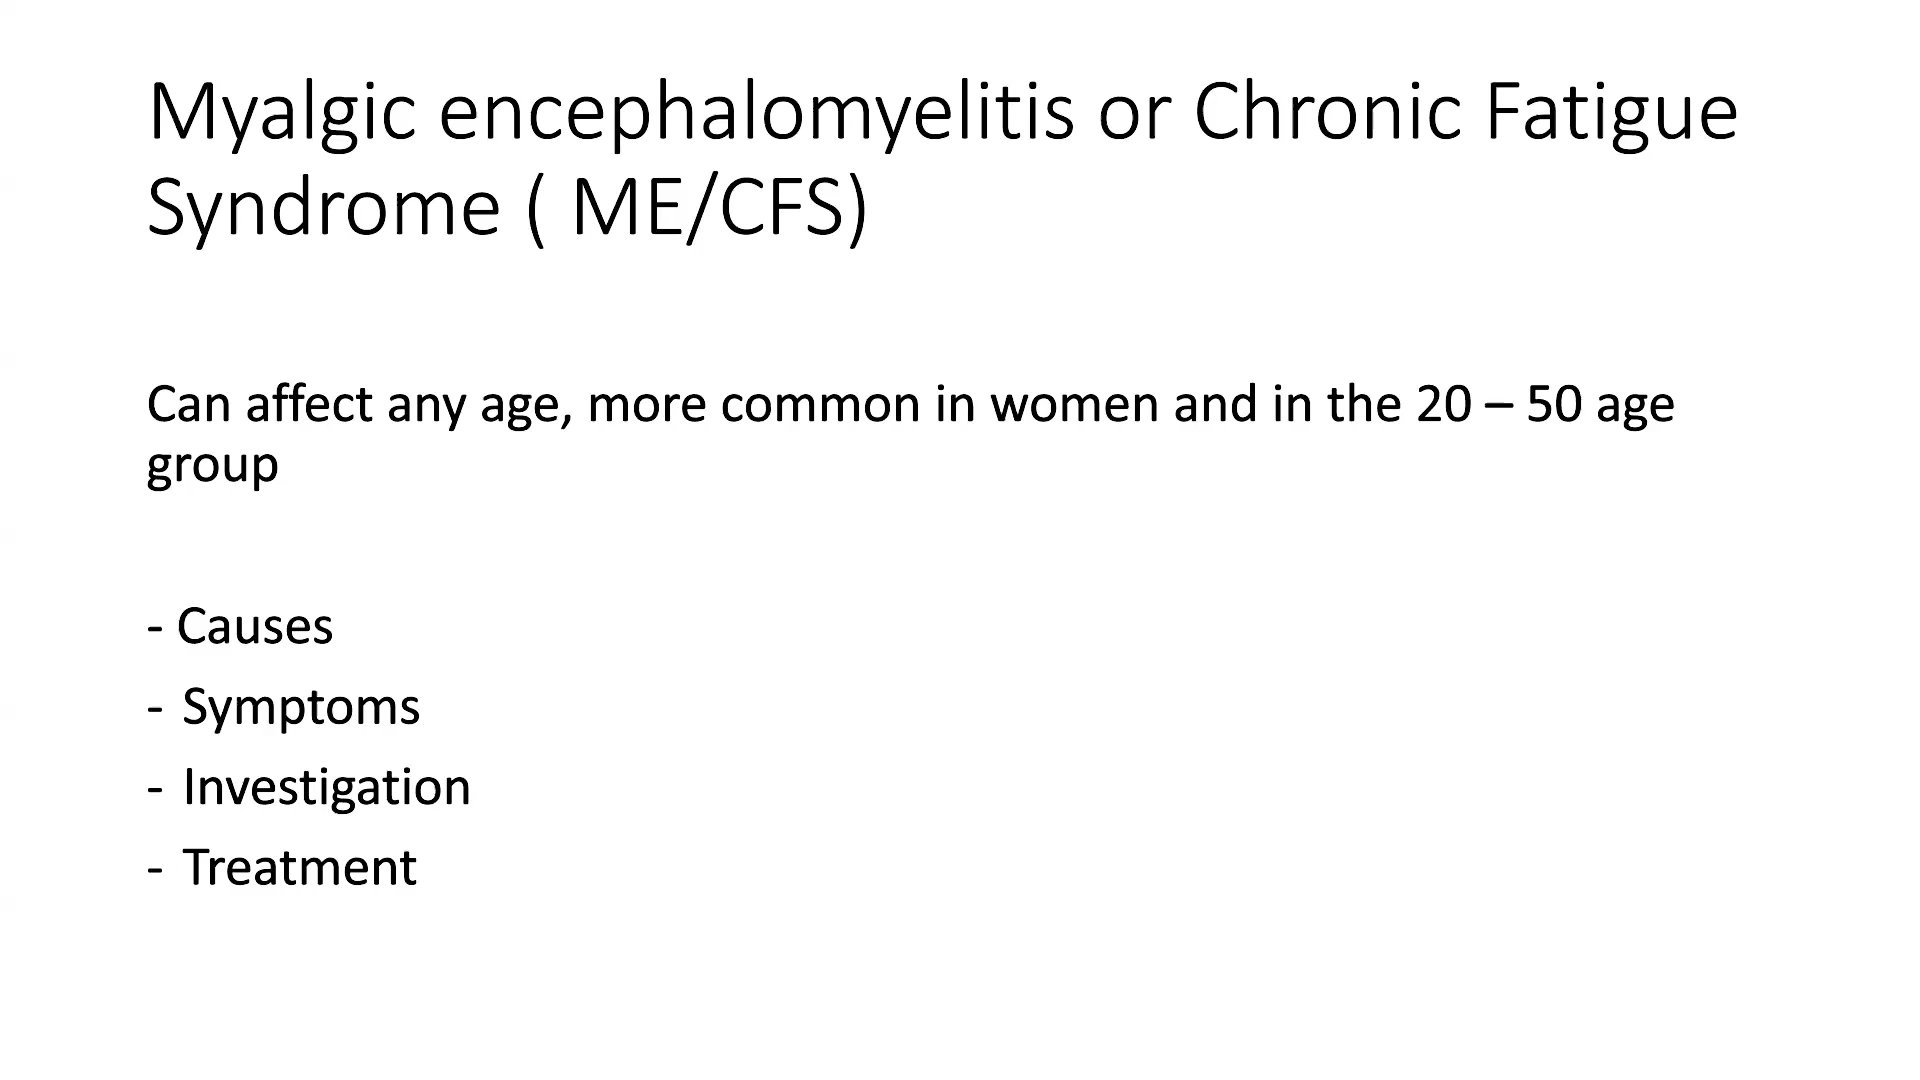 Myalgic encephalomyelitis or Chronic Fatigue
Syndrome ( ME/CFS)
Can affect any age, more common in women and in the 20 – 50 age
group
- Causes
- Symptoms
- Investigation
- Treatment